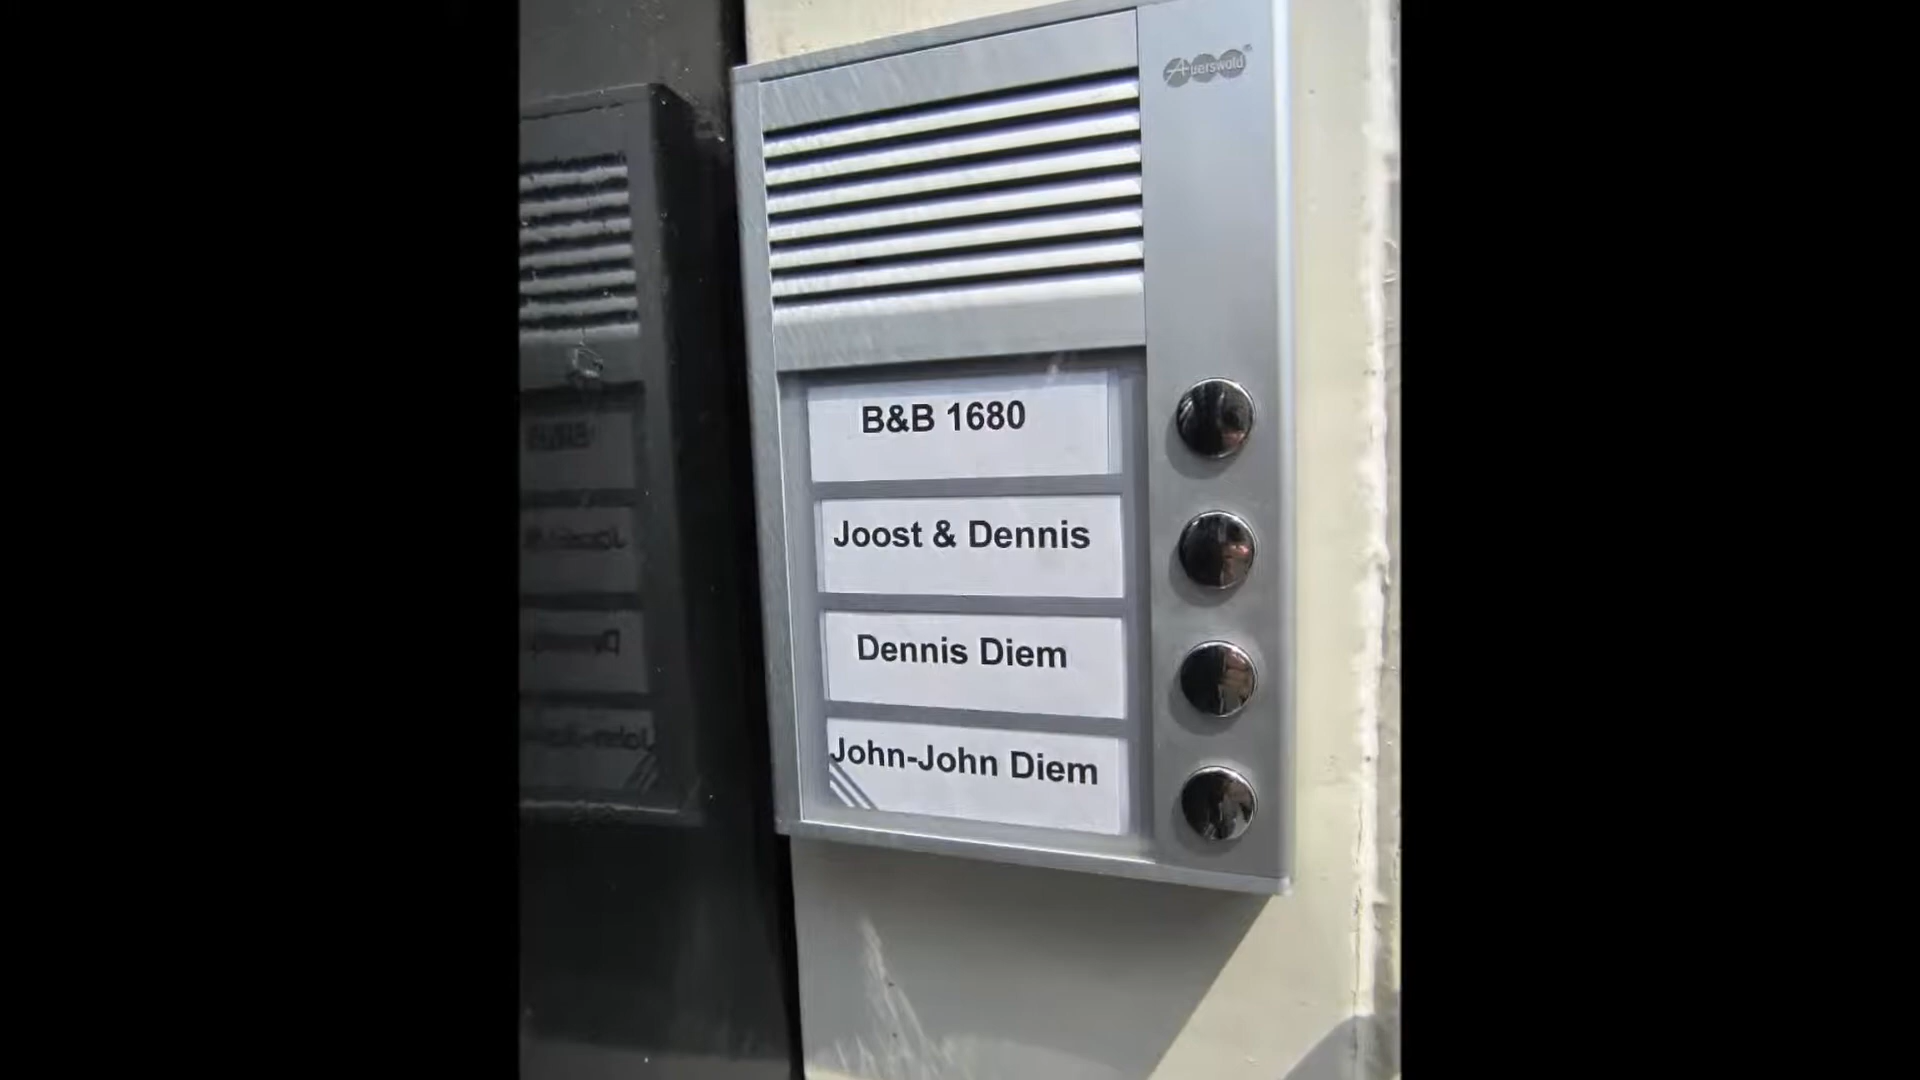 Auerswald
B&B 1680
Joost & Dennis
Dennis Diem
John-John Diem